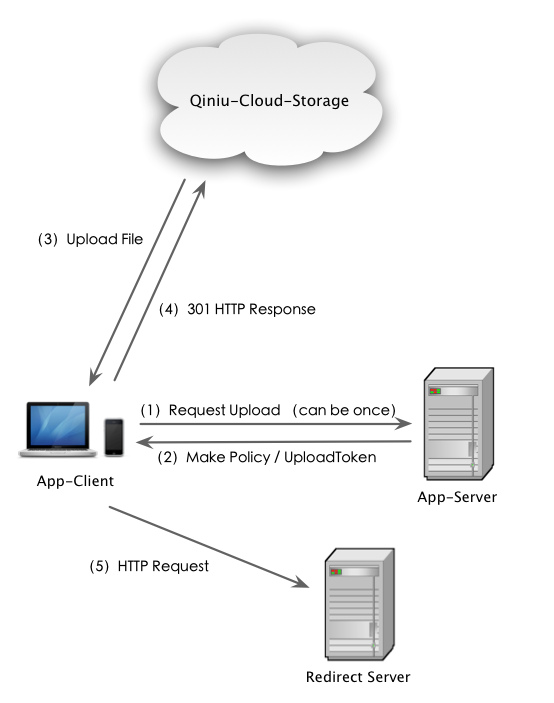 Qiniu-Cloud-Storage
(3) Upload File
(4) 301 HTTP Response
(1) Request Upload (can be once)
(2) Make Policy / UploadToken
App-Client
App-Server
(5) HTTP Request
Redirect Server